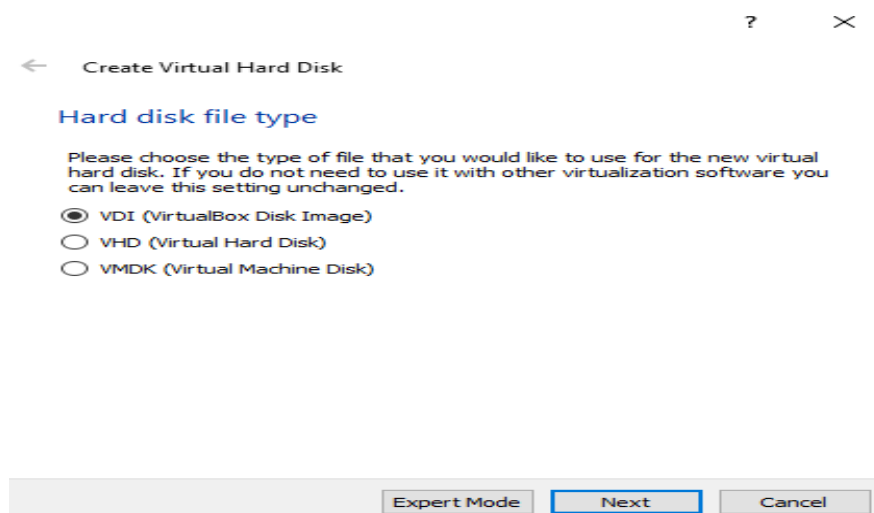 ?
Create Virtual Hard Disk
Hard disk file type
Please choose the type of file that you would like to use for the new virtual
hard disk. If you do not need to use it with other virtualization software you
can leave this setting unchanged.
VDI (VirtualBox Disk Image)
VHD (Virtual Hard Disk)
VMDK (Virtual Machine Disk)
Expert Mode Next Cancel